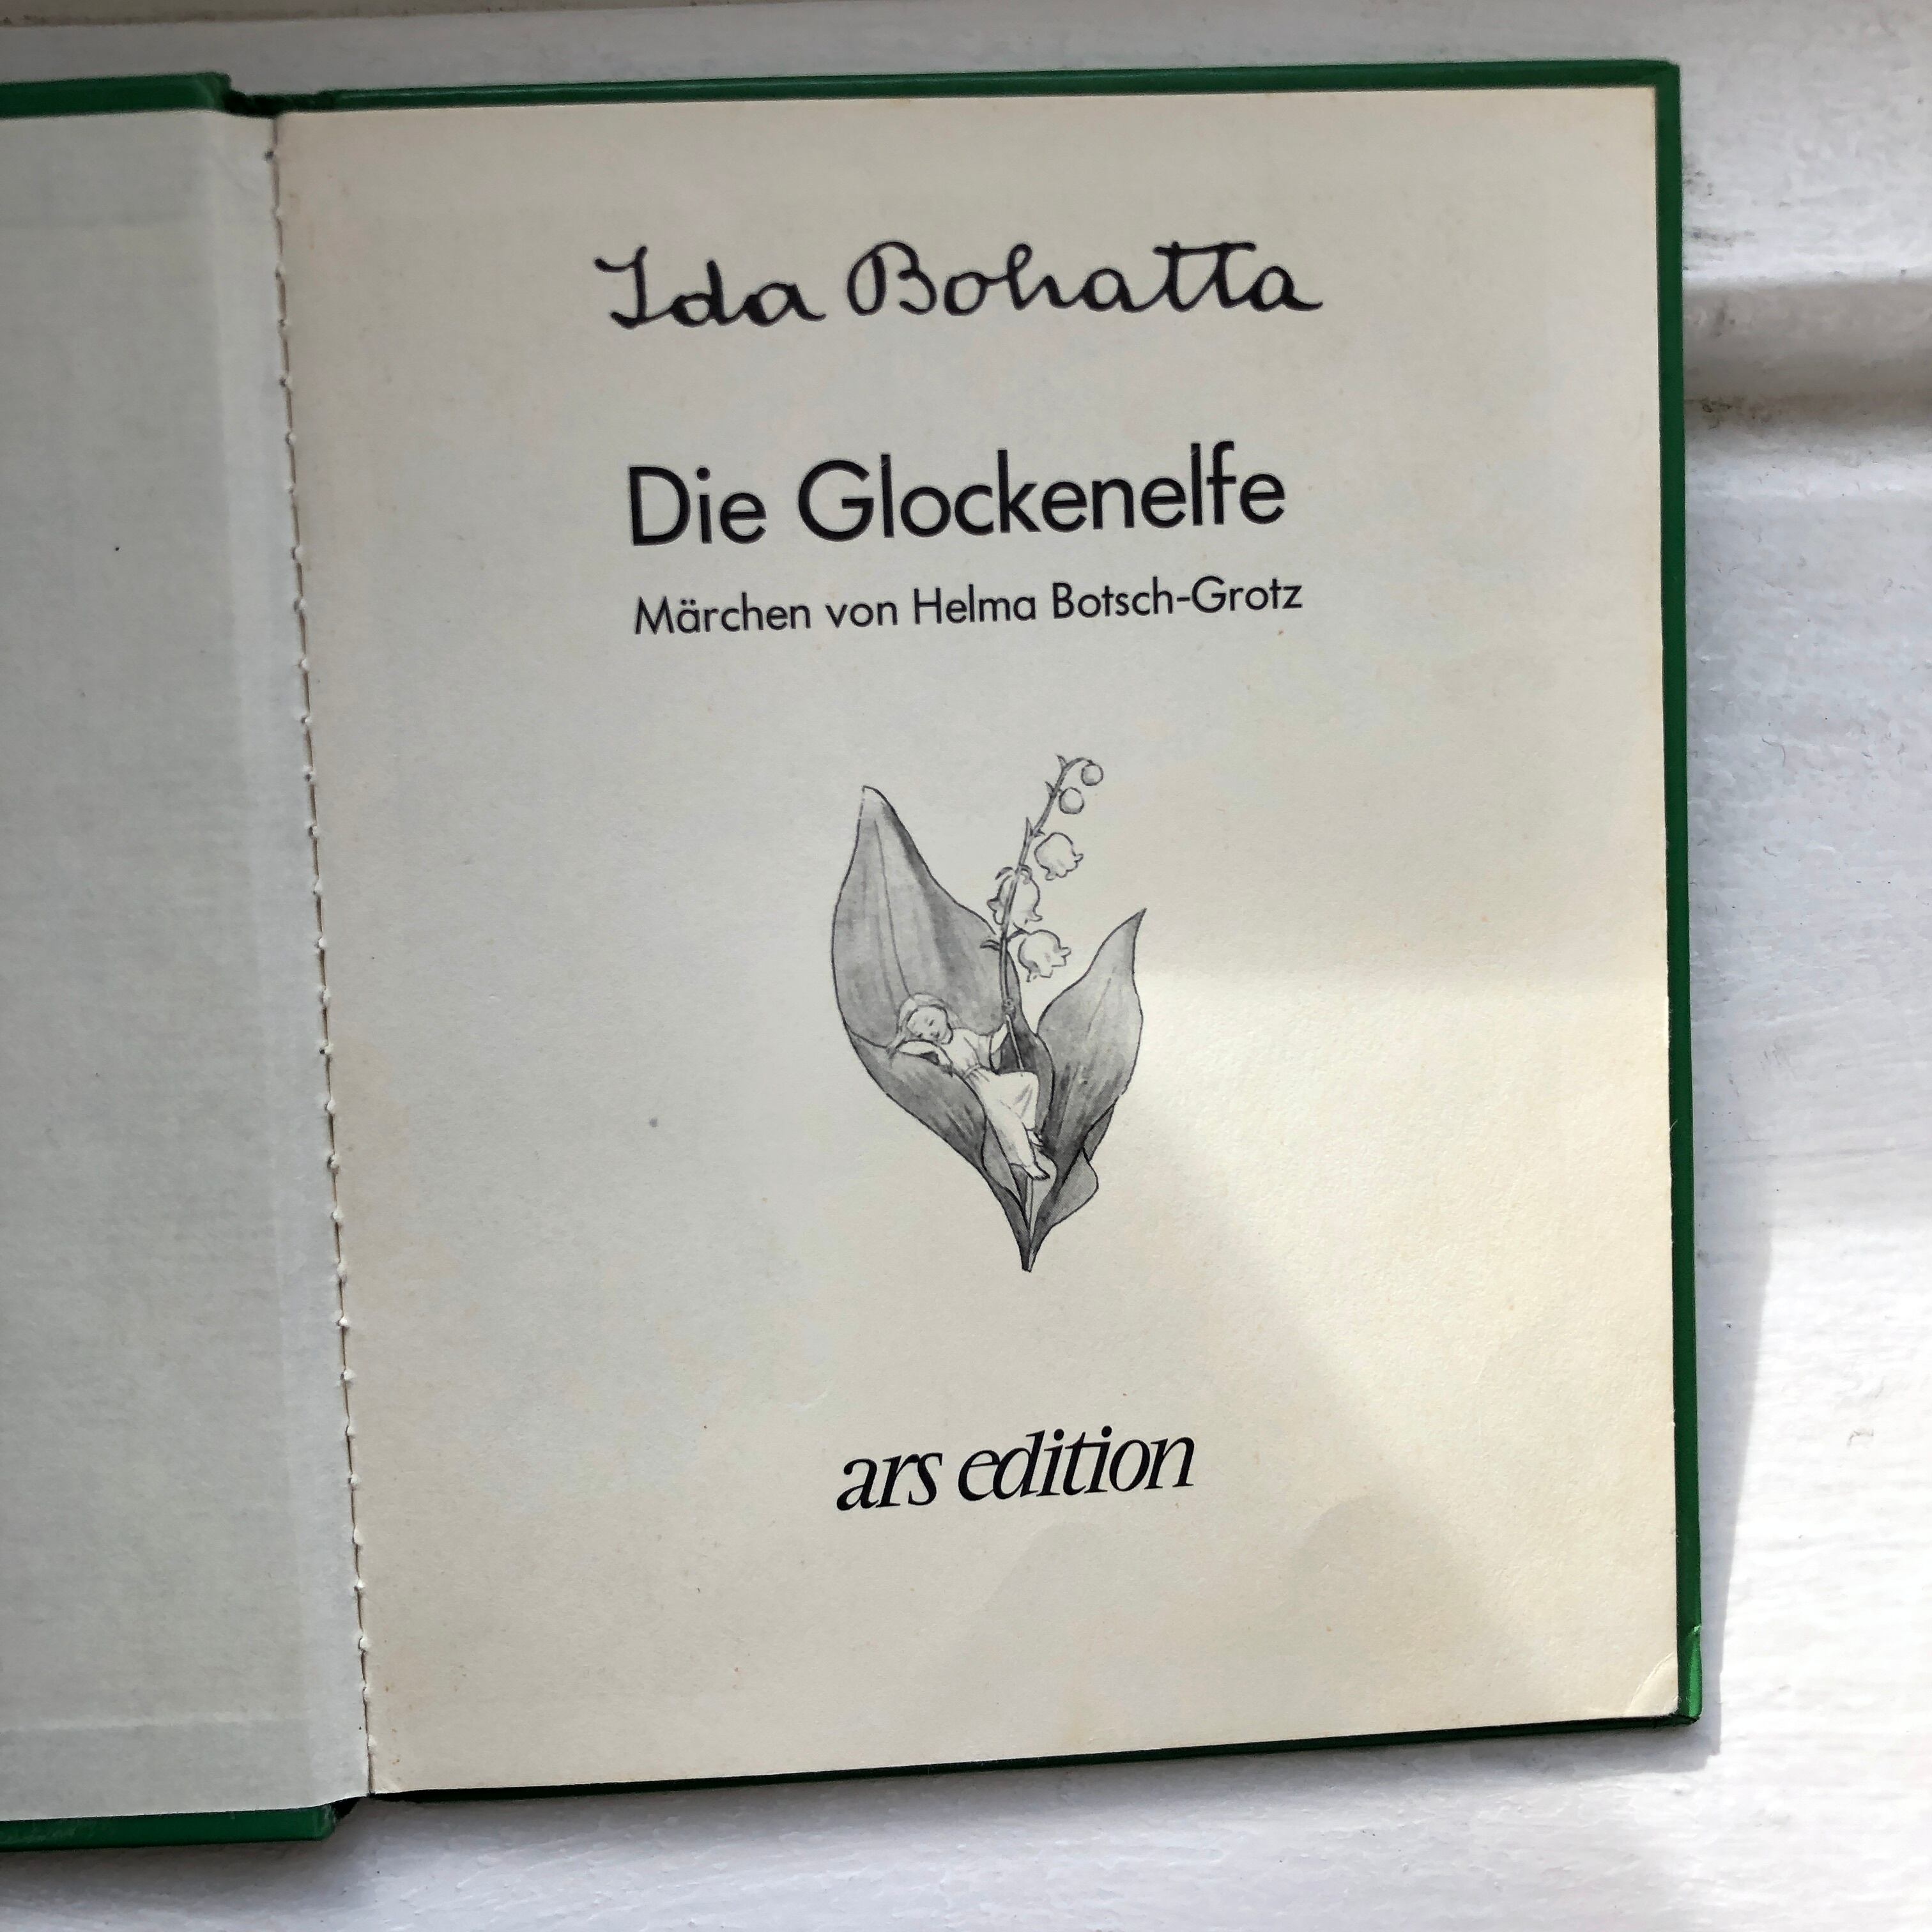 Ida Bohatta
Die Glockenelfe
Märchen von Helma Botsch-Grotz
ars edition